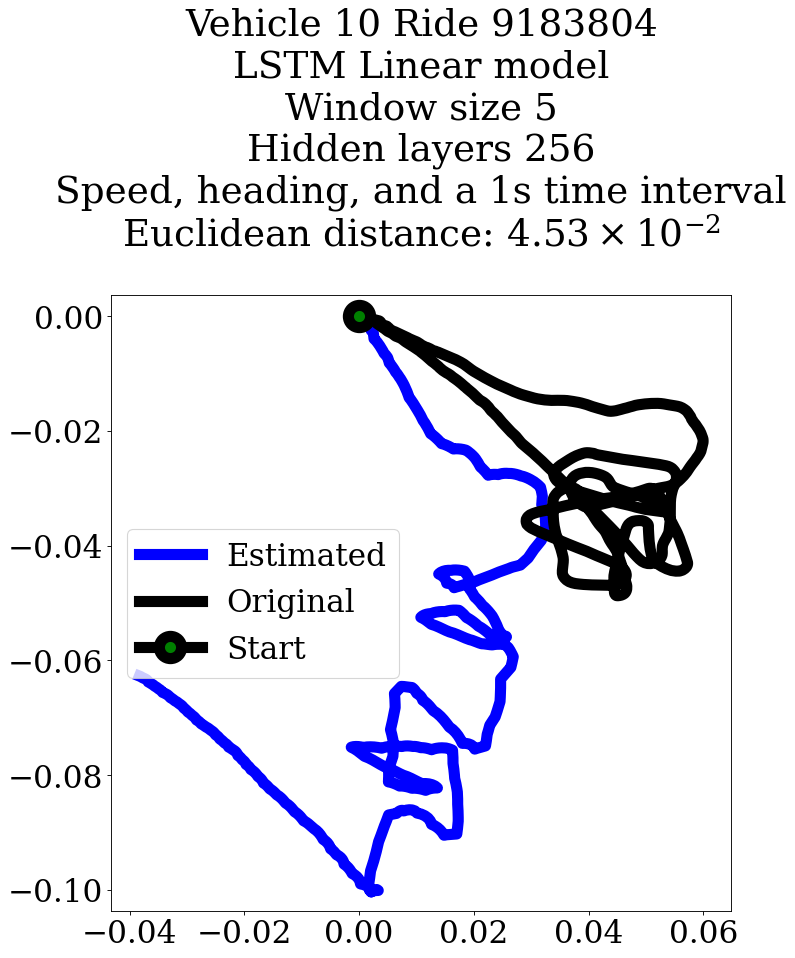 Vehicle 10 Ride 9183804
LSTM Linear model
Window size 5
Hidden layers 256
Speed, heading, and a 1s time interval
Euclidean distance: 4.53 × 10⁻²
0.00
−0.02
−0.04
−0.06
−0.08
−0.10
Estimated
Original
Start
−0.04 −0.02 0.00 0.02 0.04 0.06